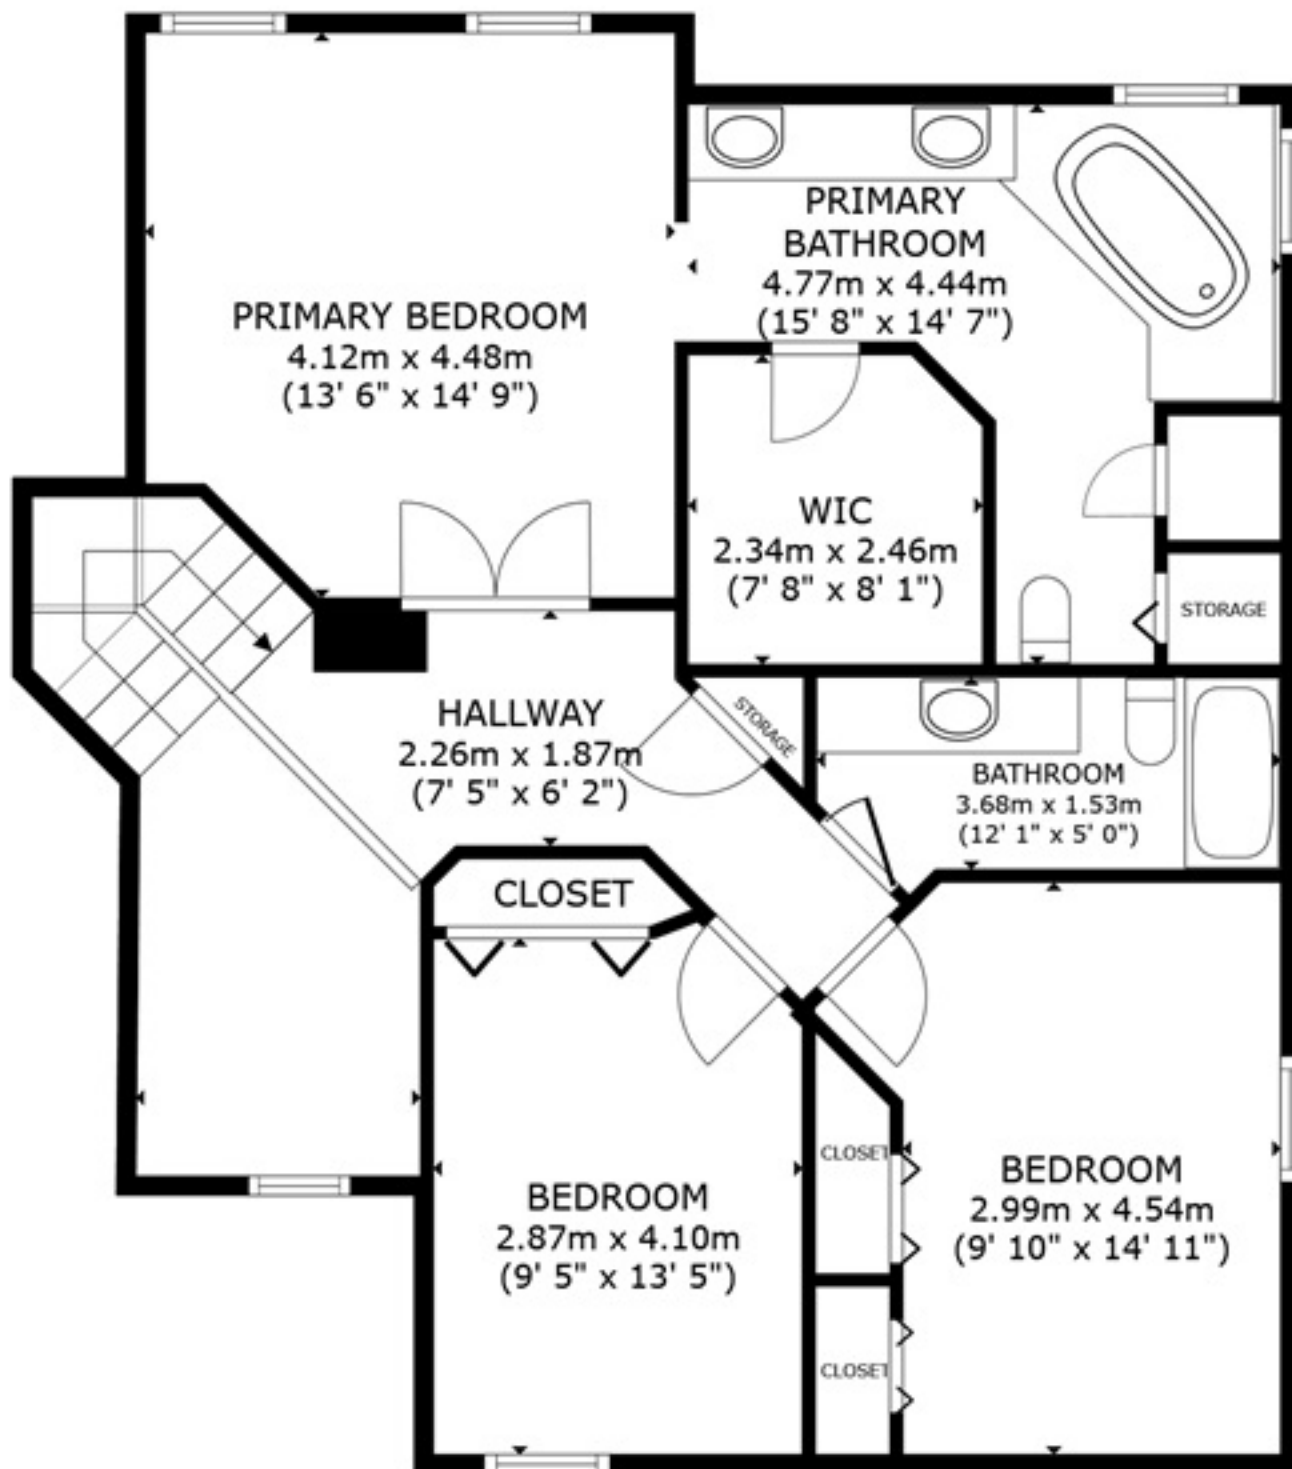 PRIMARY
BATHROOM
4.77m x 4.44m
(15' 8" x 14' 7")
PRIMARY BEDROOM
4.12m x 4.48m
(13' 6" x 14' 9")
WIC
2.34m x 2.46m
(7' 8" x 8' 1")
STORAGE
HALLWAY
2.26m x 1.87m
(7' 5" x 6' 2")
STORAGE
BATHROOM
3.68m x 1.53m
(12' 1" x 5' 0")
CLOSET
CLOSET
BEDROOM
2.87m x 4.10m
(9' 5" x 13' 5")
BEDROOM
2.99m x 4.54m
(9' 10" x 14' 11")
CLOSET